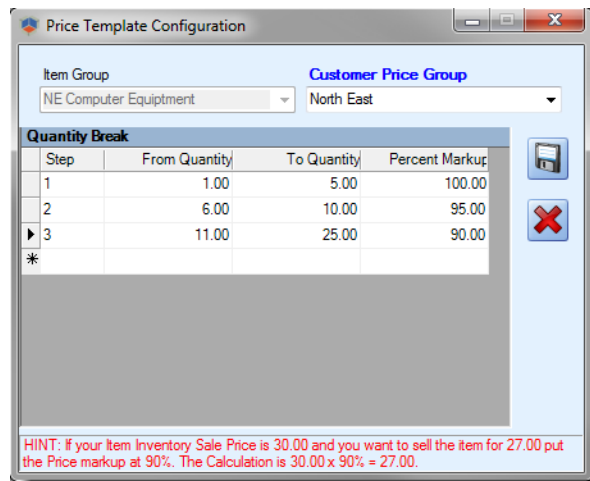 Price Template Configuration
Item Group
Customer Price Group
NE Computer Equiptment
North East
Quantity Break
Step From Quantity To Quantity Percent Markup
1 1.00 5.00 100.00
2 6.00 10.00 95.00
3 11.00 25.00 90.00
HINT: If your Item Inventory Sale Price is 30.00 and you want to sell the item for 27.00 put
the Price markup at 90%. The Calculation is 30.00 x 90% = 27.00.